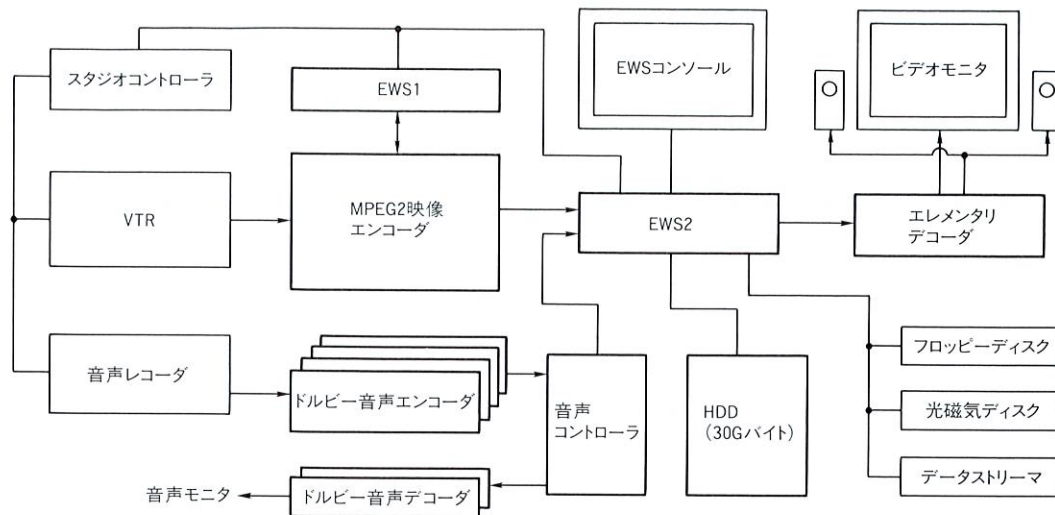 スタジオコントローラ
EWS1
EWSコンソール
ビデオモニタ
VTR
MPEG2映像
エンコーダ
EWS2
エレメンタリ
デコーダ
音声レコーダ
ドルビー音声エンコーダ
音声
コントローラ
HDD
(30Gバイト)
フロッピーディスク
光磁気ディスク
データストリーマ
音声モニタ
ドルビー音声デコーダ